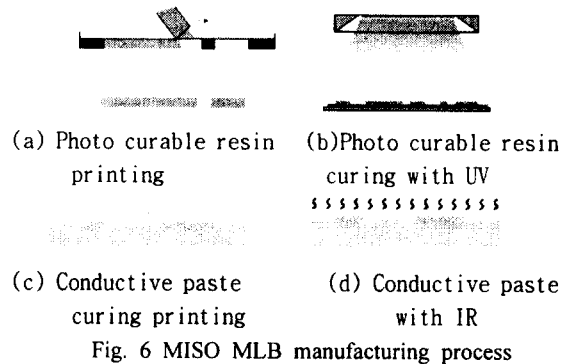 (a) Photo curable resin
printing
(b)Photo curable resin
curing with UV
(c) Conductive paste
curing printing
(d) Conductive paste
with IR
Fig. 6 MISO MLB manufacturing process